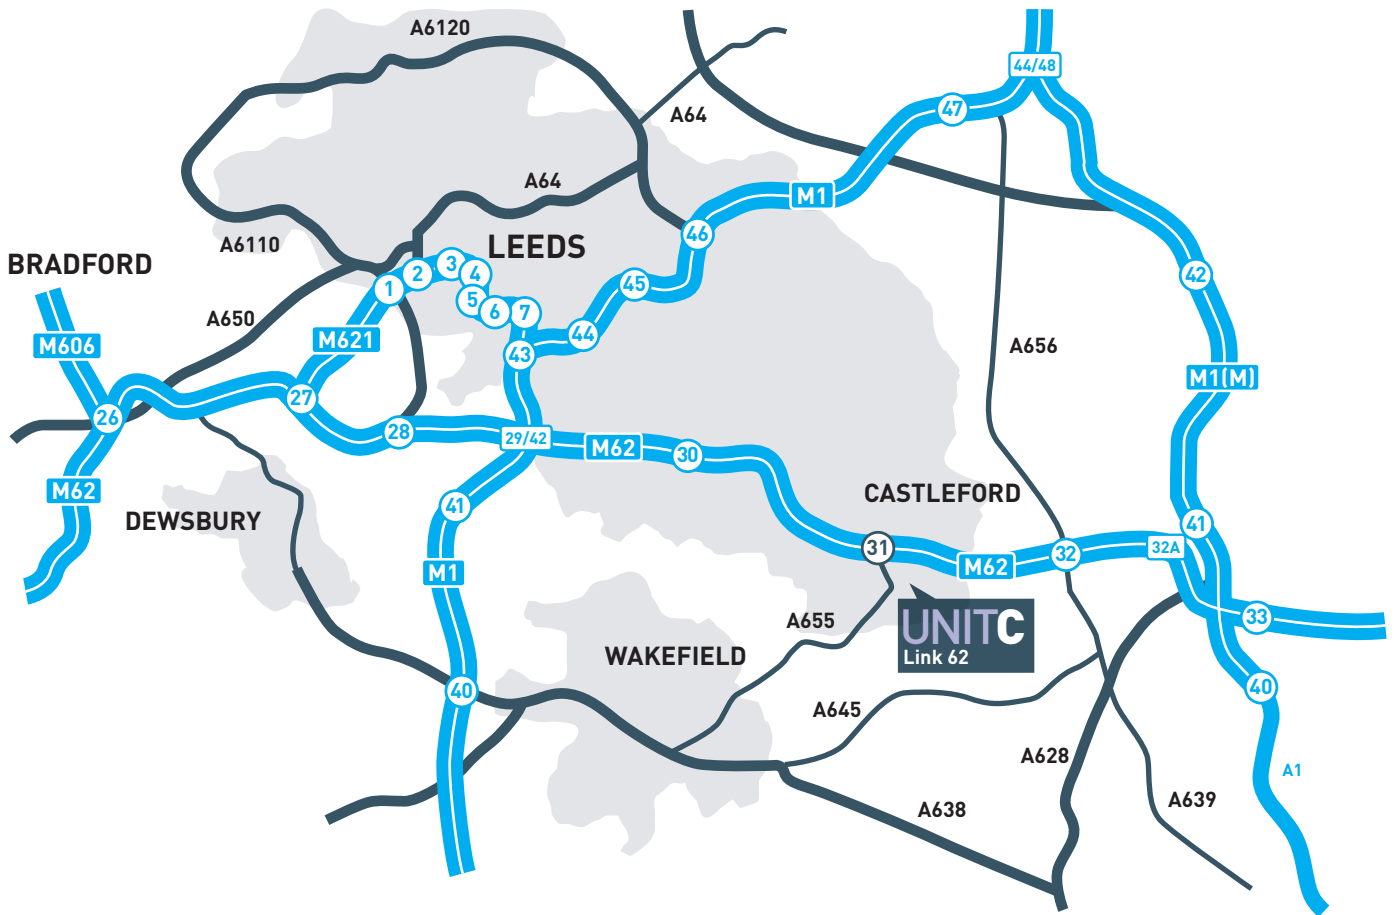 A6120
44/48
47
A64
A64
M1
46
A6110
LEEDS
BRADFORD
3
2
4
42
1
5
45
6
7
A650
M621
44
M606
43
A656
M1(M)
27
26
28
29/42
M62
30
M62
CASTLEFORD
41
DEWSBURY
41
31
32
32A
M1
M62
33
A655
UNITC
Link 62
WAKEFIELD
40
40
A645
A628
A1
A638
A639